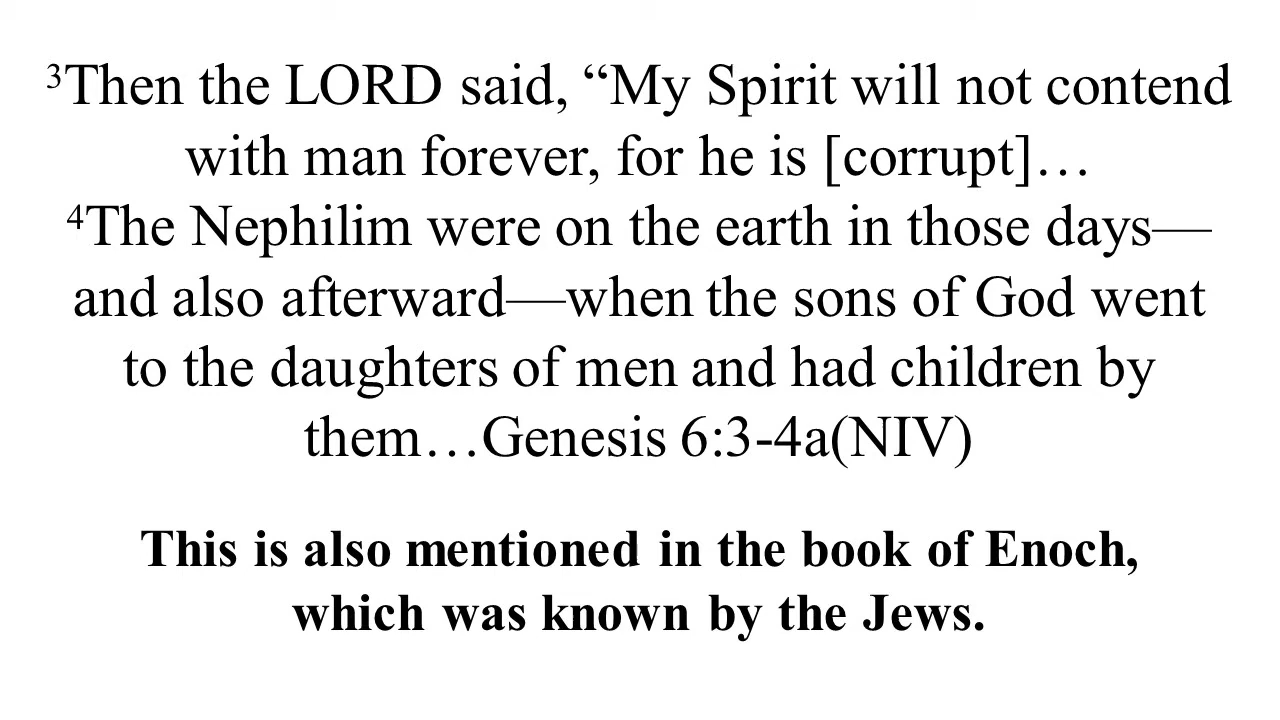 ³Then the LORD said, “My Spirit will not contend
with man forever, for he is [corrupt]…
⁴The Nephilim were on the earth in those days—
and also afterward—when the sons of God went
to the daughters of men and had children by
them…Genesis 6:3-4a(NIV)
This is also mentioned in the book of Enoch,
which was known by the Jews.